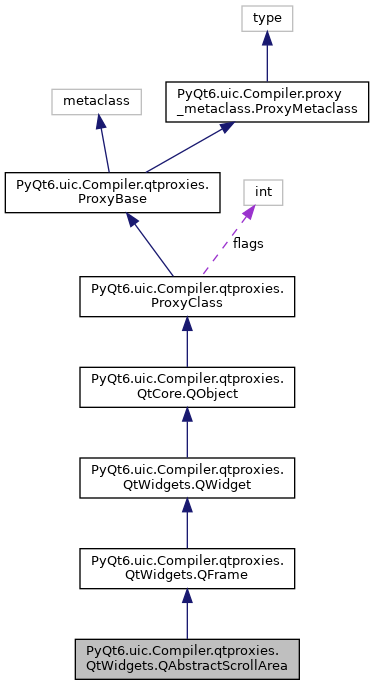 type
PyQt6.uic.Compiler.proxy
_metaclass.ProxyMetaclass
metaclass
PyQt6.uic.Compiler.qtproxies.
ProxyBase
int
flags
PyQt6.uic.Compiler.qtproxies.
ProxyClass
PyQt6.uic.Compiler.qtproxies.
QtCore.QObject
PyQt6.uic.Compiler.qtproxies.
QtWidgets.QWidget
PyQt6.uic.Compiler.qtproxies.
QtWidgets.QFrame
PyQt6.uic.Compiler.qtproxies.
QtWidgets.QAbstractScrollArea